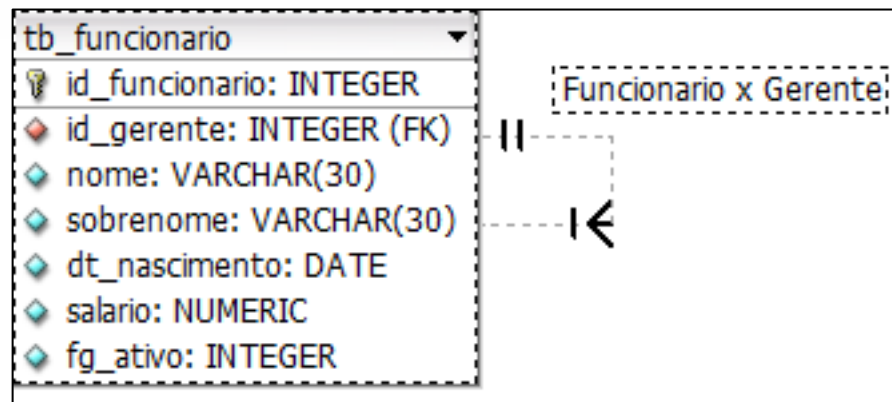 tb_funcionario
id_funcionario: INTEGER
Funcionario x Gerente
id_gerente: INTEGER (FK)
nome: VARCHAR(30)
sobrenome: VARCHAR(30)
dt_nascimento: DATE
salario: NUMERIC
fg_ativo: INTEGER